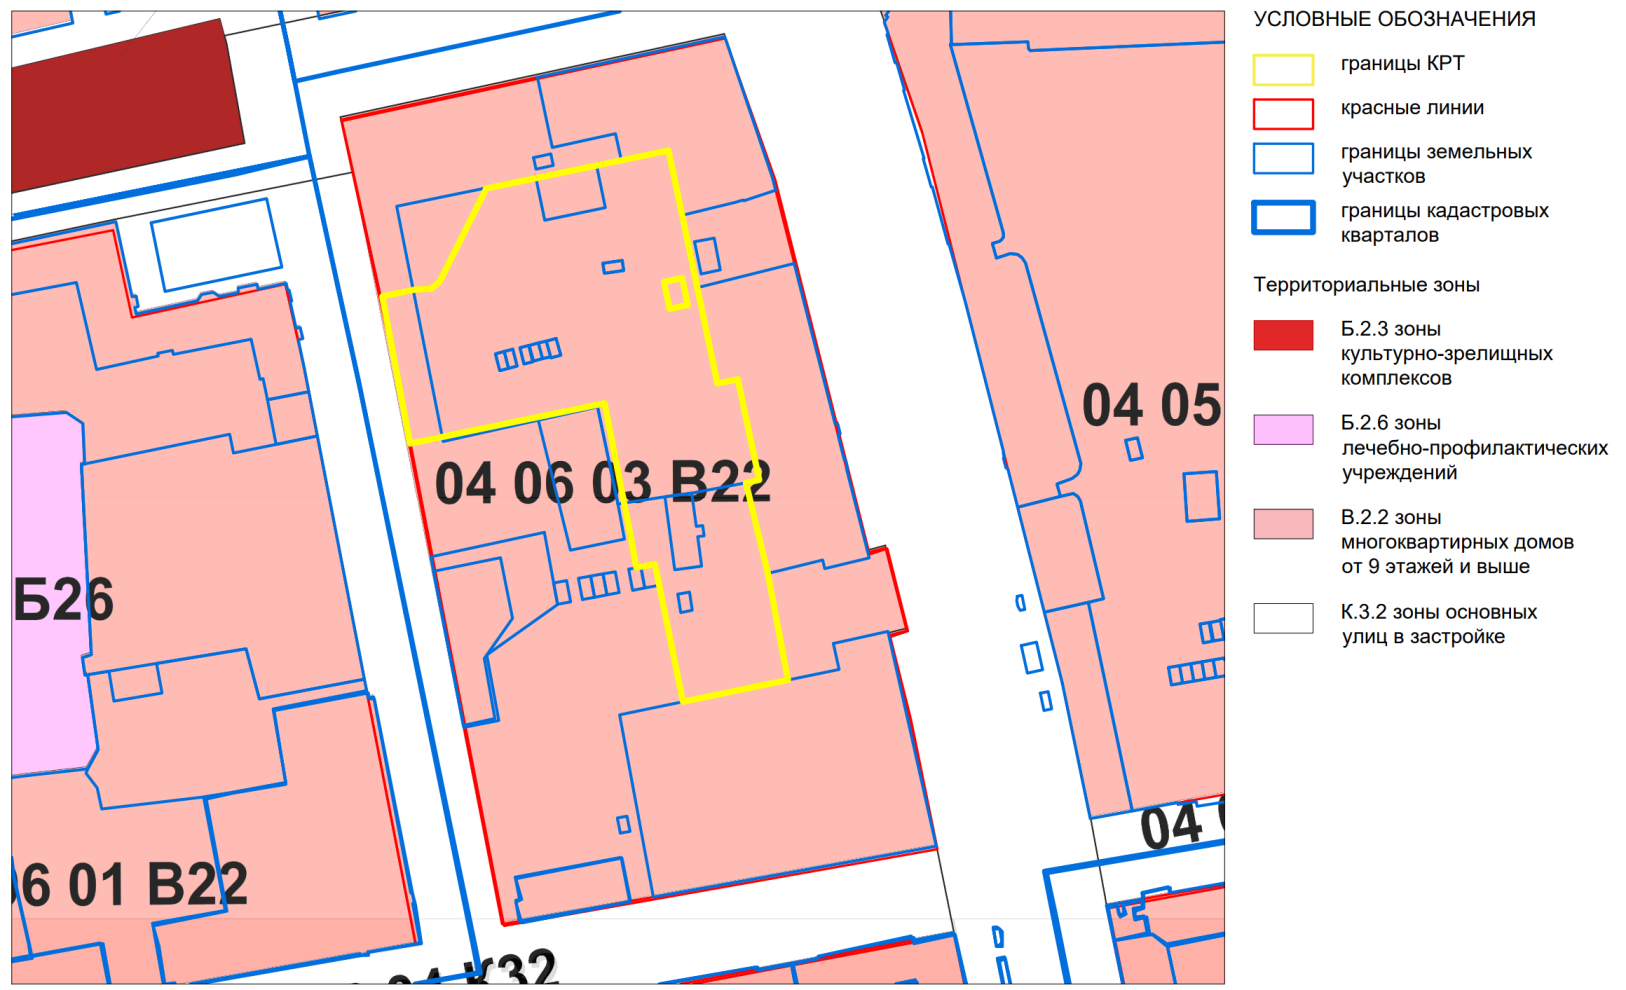 УСЛОВНЫЕ ОБОЗНАЧЕНИЯ
границы КРТ
красные линии
границы земельных
участков
границы кадастровых
кварталов
Территориальные зоны
Б.2.3 зоны
культурно-зрелищных
комплексов
Б.2.6 зоны
лечебно-профилактических
учреждений
В.2.2 зоны
многоквартирных домов
от 9 этажей и выше
К.3.2 зоны основных
улиц в застройке
04 05
04 06 03 В22
Б26
04
6 01 В22
К32